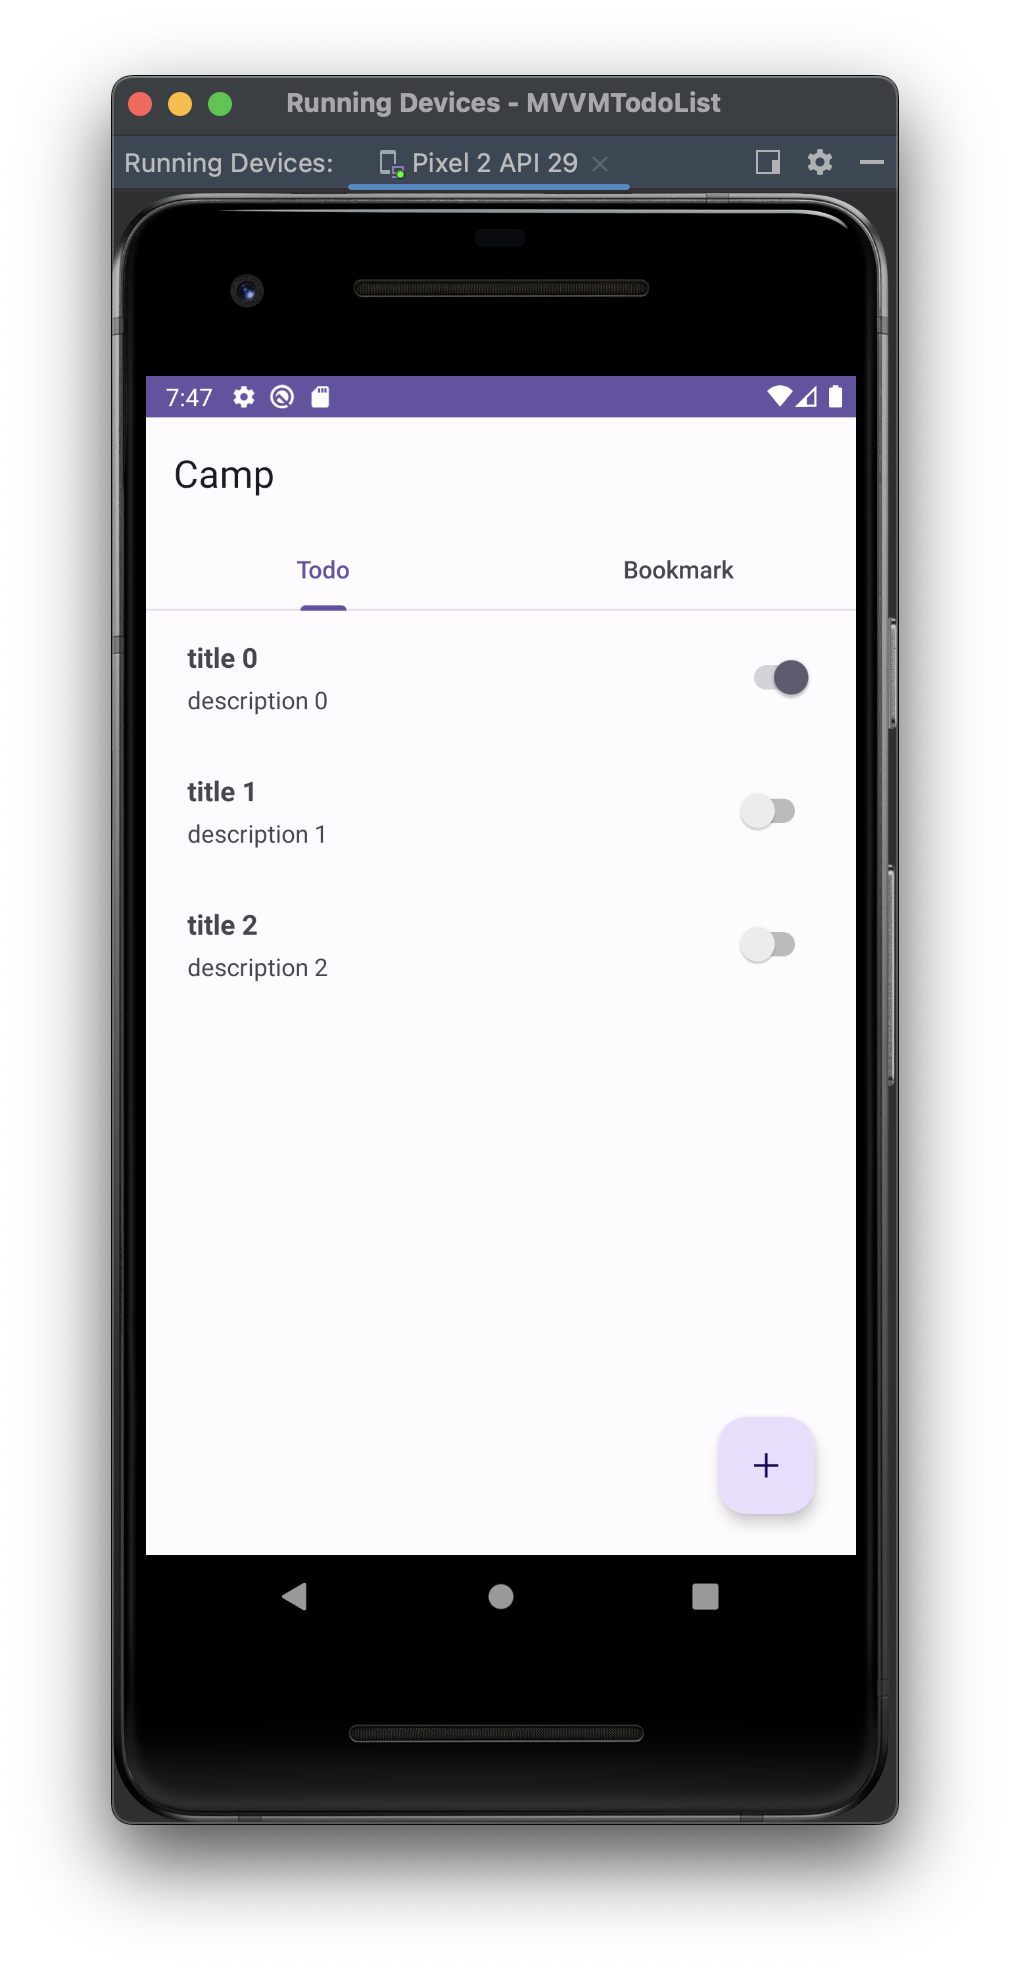 Running Devices - MVVMTodoList
Running Devices: Pixel 2 API 29
7:47
Camp
Todo Bookmark
title 0
description 0
title 1
description 1
title 2
description 2